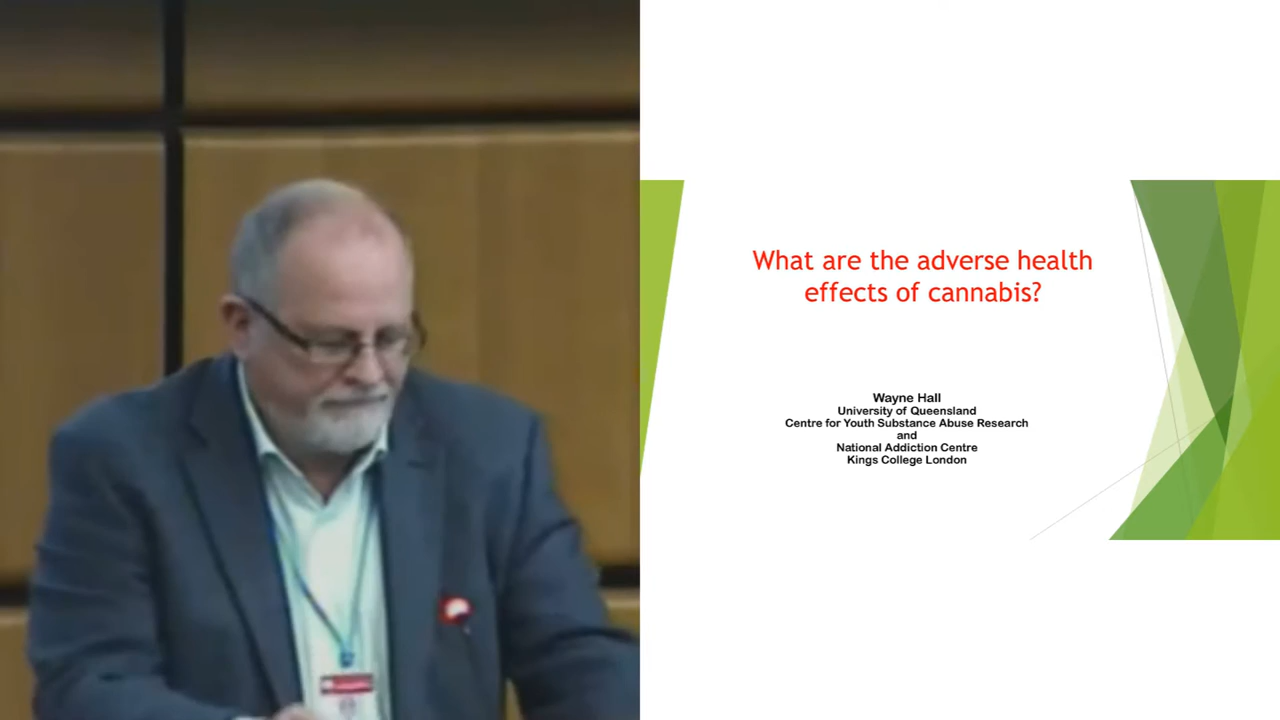 What are the adverse health
effects of cannabis?
Wayne Hall
University of Queensland
Centre for Youth Substance Abuse Research
and
National Addiction Centre
Kings College London